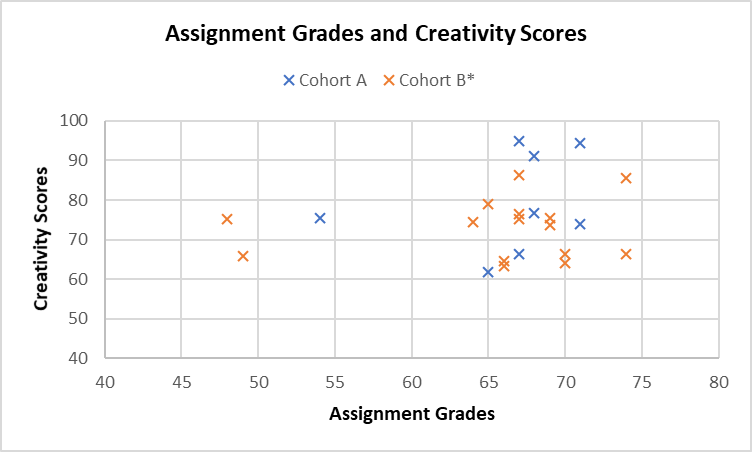 Assignment Grades and Creativity Scores
Cohort A Cohort B*
100
90
80
70
60
50
40
Creativity Scores
40 45 50 55 60 65 70 75 80
Assignment Grades